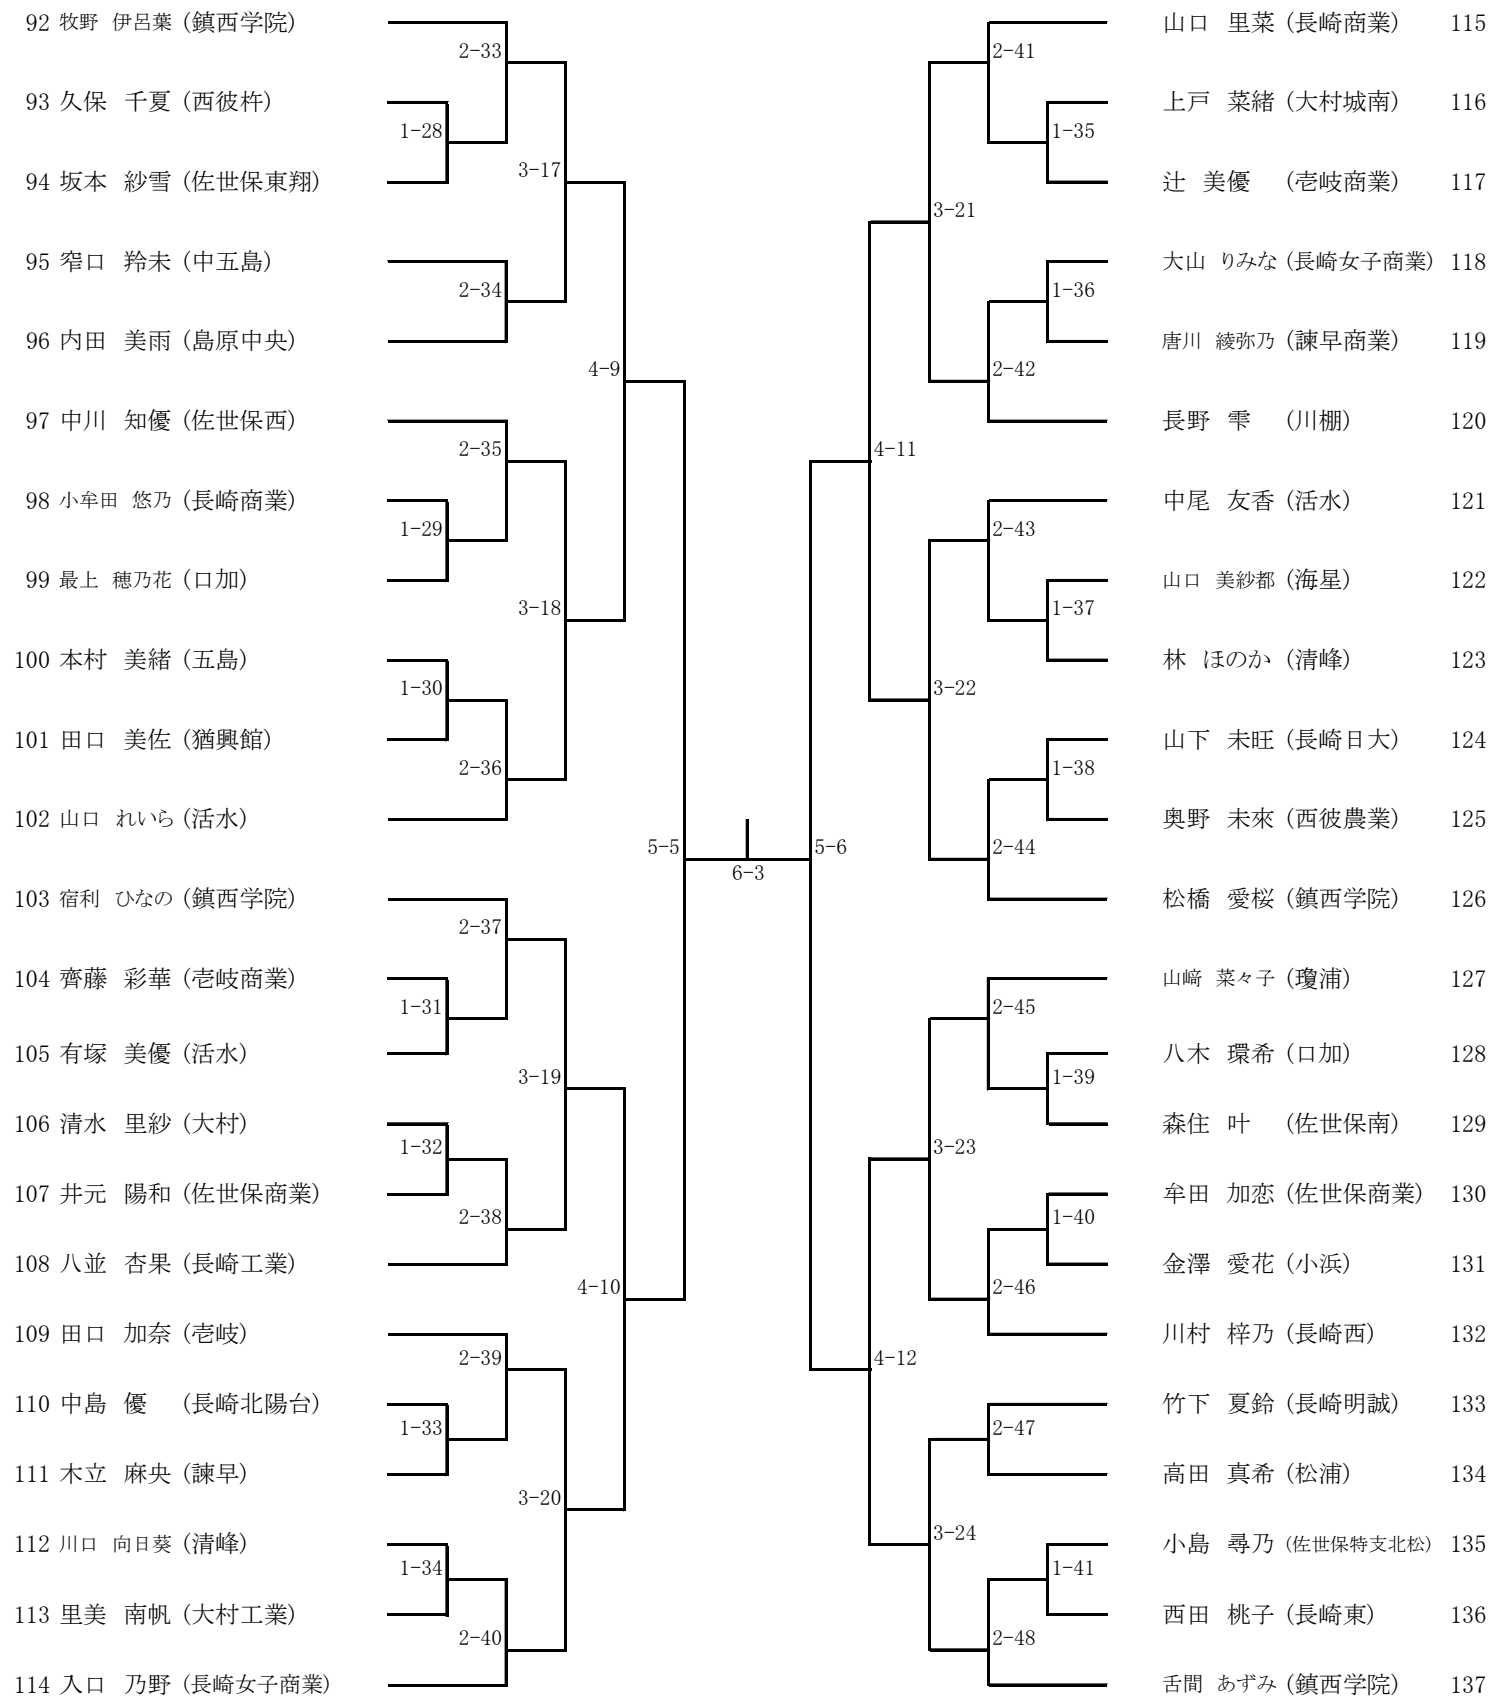 92 牧野 伊呂葉 (鎮西学院)
2-33
93 久保 千夏 (西彼杵)
1-28
94 坂本 紗雪 (佐世保東翔)
3-17
95 窄口 羚未 (中五島)
2-34
96 内田 美雨 (島原中央)
4-9
97 中川 知優 (佐世保西)
2-35
98 小牟田 悠乃 (長崎商業)
1-29
99 最上 穂乃花 (口加)
3-18
100 本村 美緒 (五島)
1-30
101 田口 美佐 (猶興館)
2-36
102 山口 れいら (活水)
5-5
103 宿利 ひなの (鎮西学院)
2-37
104 齊藤 彩華 (壱岐商業)
1-31
105 有塚 美優 (活水)
3-19
106 清水 里紗 (大村)
1-32
107 井元 陽和 (佐世保商業)
2-38
108 八並 杏果 (長崎工業)
4-10
109 田口 加奈 (壱岐)
2-39
110 中島 優 (長崎北陽台)
1-33
111 木立 麻央 (諫早)
3-20
112 川口 向日葵 (清峰)
1-34
113 里美 南帆 (大村工業)
2-40
114 入口 乃野 (長崎女子商業)
6-3
山口 里菜 (長崎商業) 115
2-41
上戸 菜緒 (大村城南) 116
1-35
辻 美優 (壱岐商業) 117
3-21
大山 りみな (長崎女子商業) 118
1-36
唐川 綾弥乃 (諫早商業) 119
2-42
長野 雫 (川棚) 120
4-11
中尾 友香 (活水) 121
2-43
山口 美紗都 (海星) 122
1-37
林 ほのか (清峰) 123
3-22
山下 未旺 (長崎日大) 124
1-38
奥野 未來 (西彼農業) 125
2-44
松橋 愛桜 (鎮西学院) 126
5-6
山﨑 菜々子 (瓊浦) 127
2-45
八木 環希 (口加) 128
1-39
森住 叶 (佐世保南) 129
3-23
牟田 加恋 (佐世保商業) 130
1-40
金澤 愛花 (小浜) 131
2-46
川村 梓乃 (長崎西) 132
4-12
竹下 夏鈴 (長崎明誠) 133
2-47
高田 真希 (松浦) 134
3-24
小島 尋乃 (佐世保特支北松) 135
1-41
西田 桃子 (長崎東) 136
2-48
舌間 あずみ (鎮西学院) 137